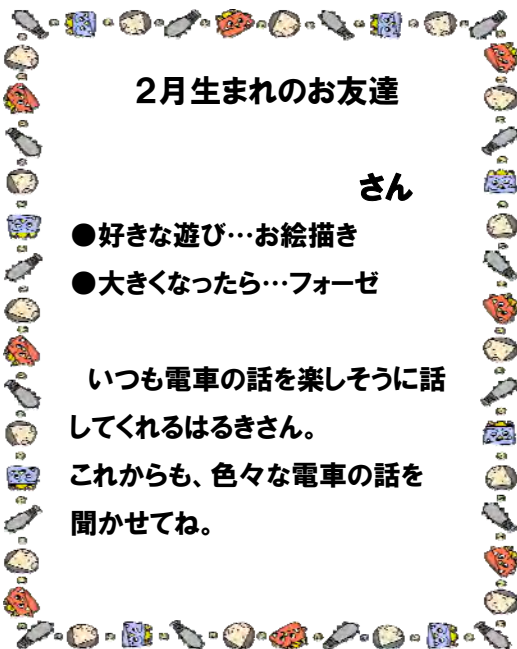 ２月生まれのお友達
さん
●好きな遊び…お絵描き
●大きくなったら…フォーゼ
いつも電車の話を楽しそうに話
してくれるはるきさん。
これからも、色々な電車の話を
聞かせてね。